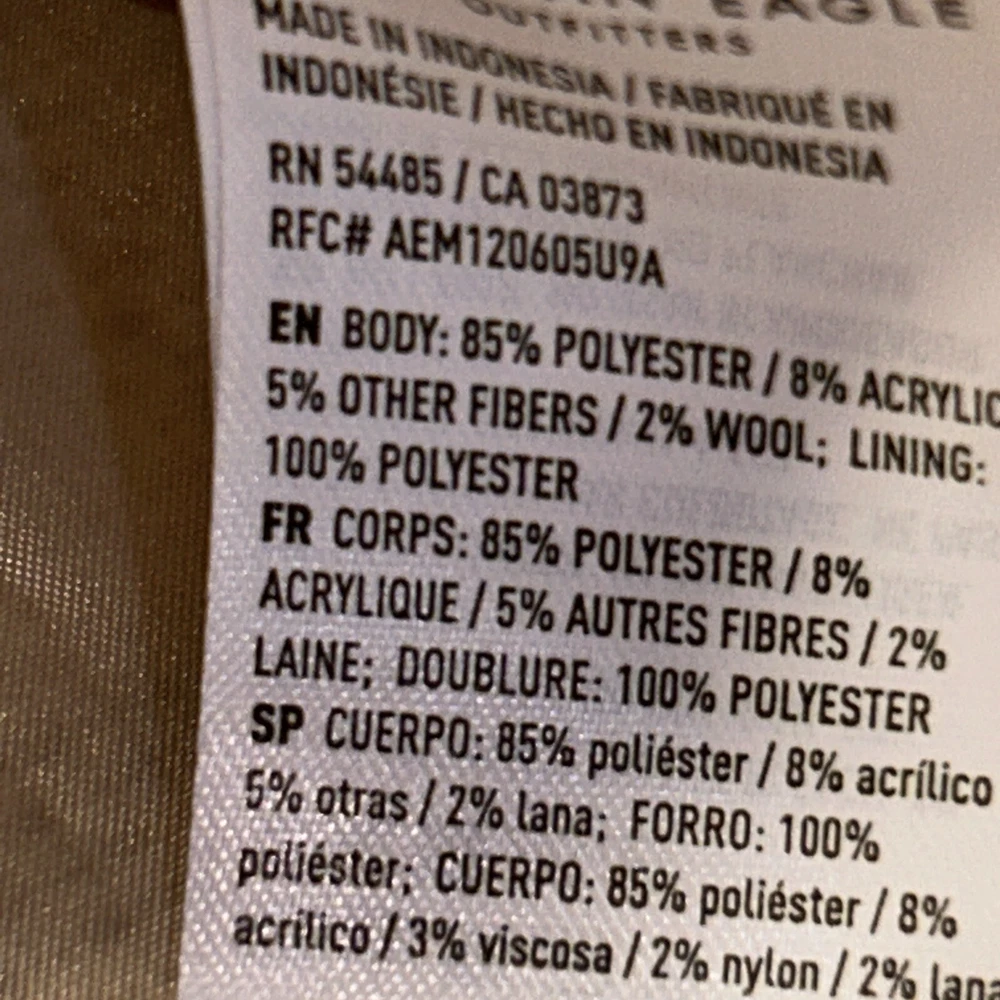 EAGLE
OUTFITTERS
MADE IN INDONESIA / FABRIQUÉ EN
INDONÉSIE / HECHO EN INDONESIA
RN 54485 / CA 03873
RFC# AEM120605U9A
EN BODY: 85% POLYESTER / 8% ACRYLIC
5% OTHER FIBERS / 2% WOOL; LINING:
100% POLYESTER
FR CORPS: 85% POLYESTER / 8%
ACRYLIQUE / 5% AUTRES FIBRES / 2%
LAINE; DOUBLURE: 100% POLYESTER
SP CUERPO: 85% poliéster / 8% acrílico
5% otras / 2% lana; FORRO: 100%
poliéster; CUERPO: 85% poliéster / 8%
acrílico / 3% viscosa / 2% nylon / 2% lana